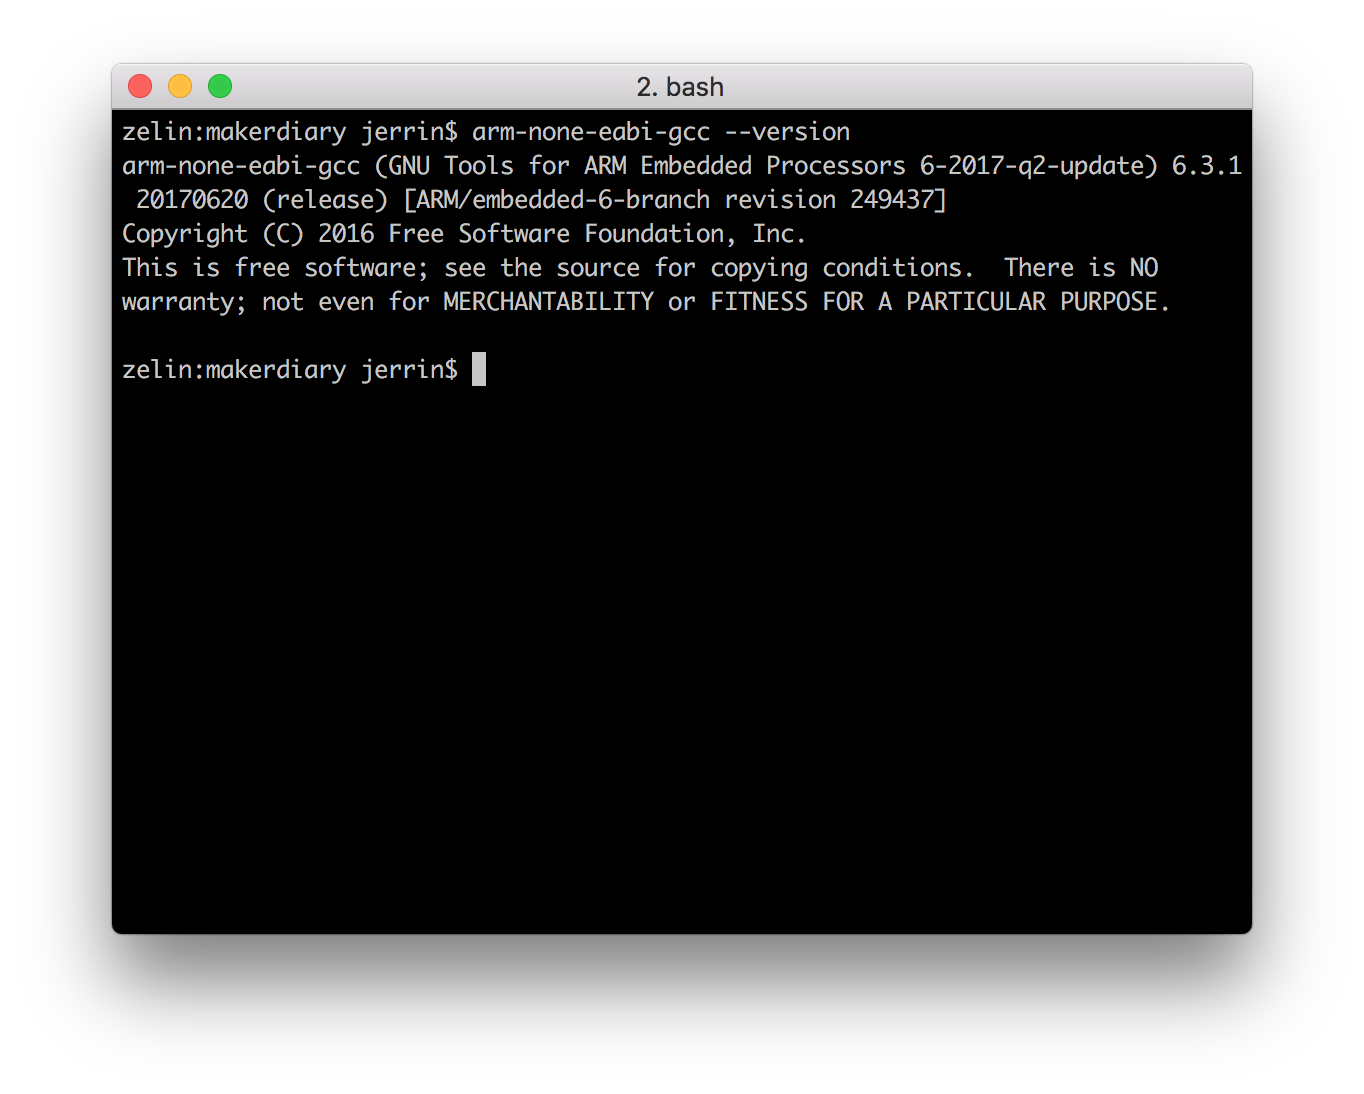 2. bash
zelin:makerdiary jerrin$ arm-none-eabi-gcc --version
arm-none-eabi-gcc (GNU Tools for ARM Embedded Processors 6-2017-q2-update) 6.3.1
 20170620 (release) [ARM/embedded-6-branch revision 249437]
Copyright (C) 2016 Free Software Foundation, Inc.
This is free software; see the source for copying conditions.  There is NO
warranty; not even for MERCHANTABILITY or FITNESS FOR A PARTICULAR PURPOSE.
zelin:makerdiary jerrin$